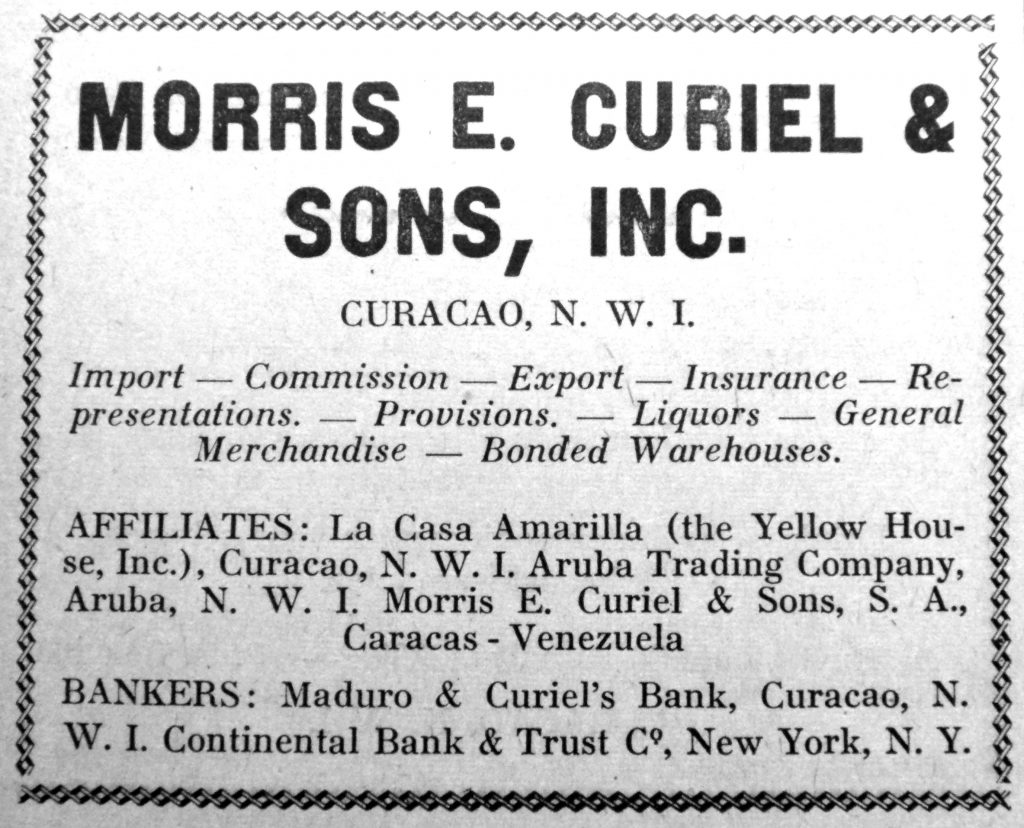 MORRIS E. CURIEL &
SONS, INC.
CURACAO, N. W. I.
Import — Commission — Export — Insurance — Re-
presentations. — Provisions. — Liquors — General
Merchandise — Bonded Warehouses.
AFFILIATES: La Casa Amarilla (the Yellow Hou-
se, Inc.), Curacao, N. W. I. Aruba Trading Company,
Aruba, N. W. I. Morris E. Curiel & Sons, S. A.,
Caracas - Venezuela
BANKERS: Maduro & Curiel's Bank, Curacao, N.
W. I. Continental Bank & Trust Cº, New York, N. Y.